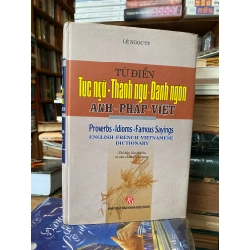 LÊ NGỌC TÚ
TỪ ĐIỂN
Tục ngữ - Thành ngữ - Danh ngôn
ANH - PHÁP - VIỆT
Proverbs - Idioms - Famous Sayings
ENGLISH - FRENCH - VIETNAMESE
DICTIONARY